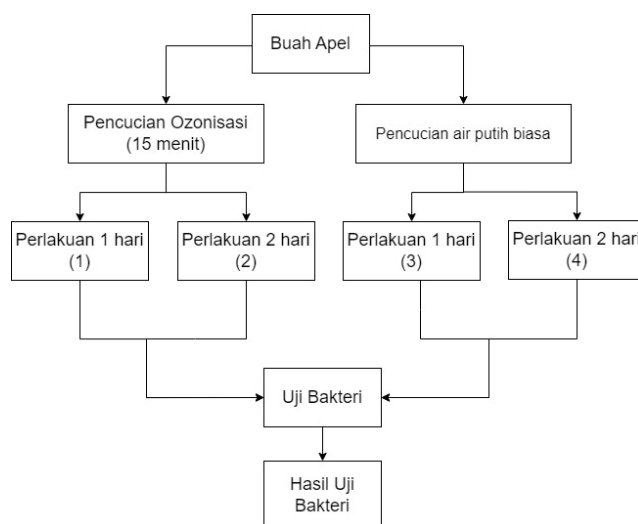 Buah Apel
Pencucian Ozonisasi
(15 menit)
Pencucian air putih biasa
Perlakuan 1 hari
(1)
Perlakuan 2 hari
(2)
Perlakuan 1 hari
(3)
Perlakuan 2 hari
(4)
Uji Bakteri
Hasil Uji
Bakteri